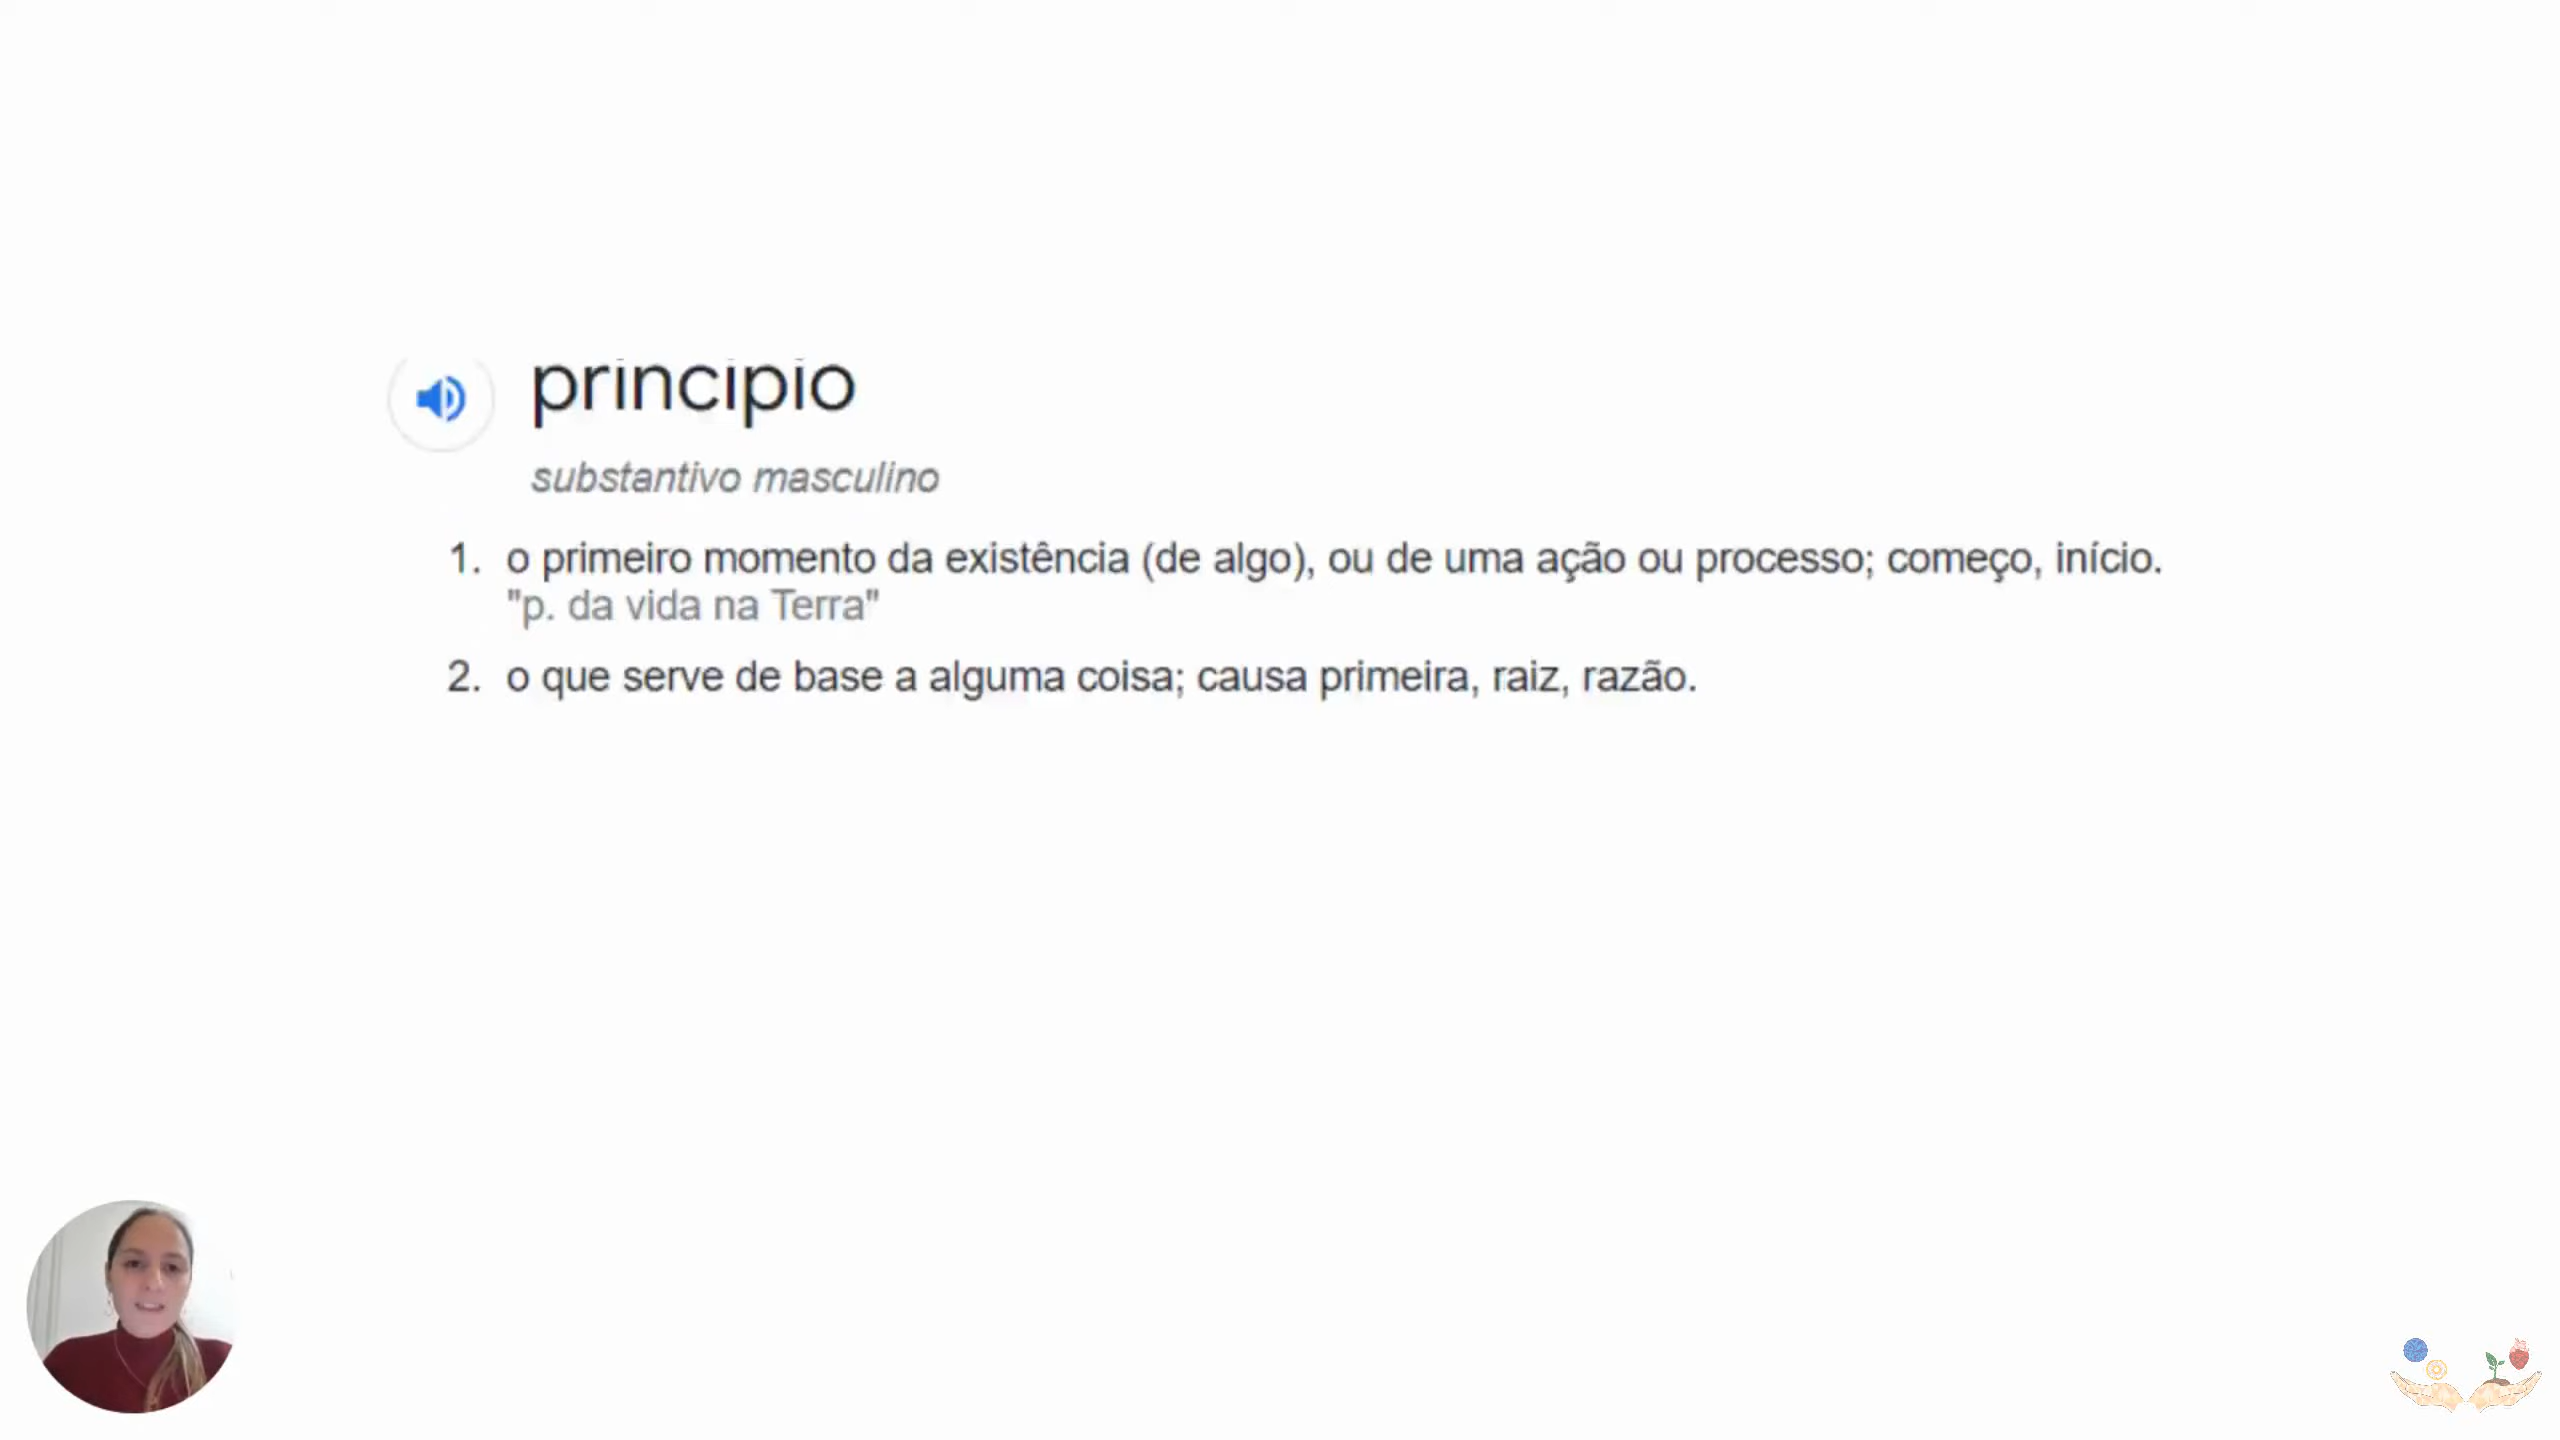 princípio
substantivo masculino
1. o primeiro momento da existência (de algo), ou de uma ação ou processo; começo, início.
"p. da vida na Terra"
2. o que serve de base a alguma coisa; causa primeira, raiz, razão.